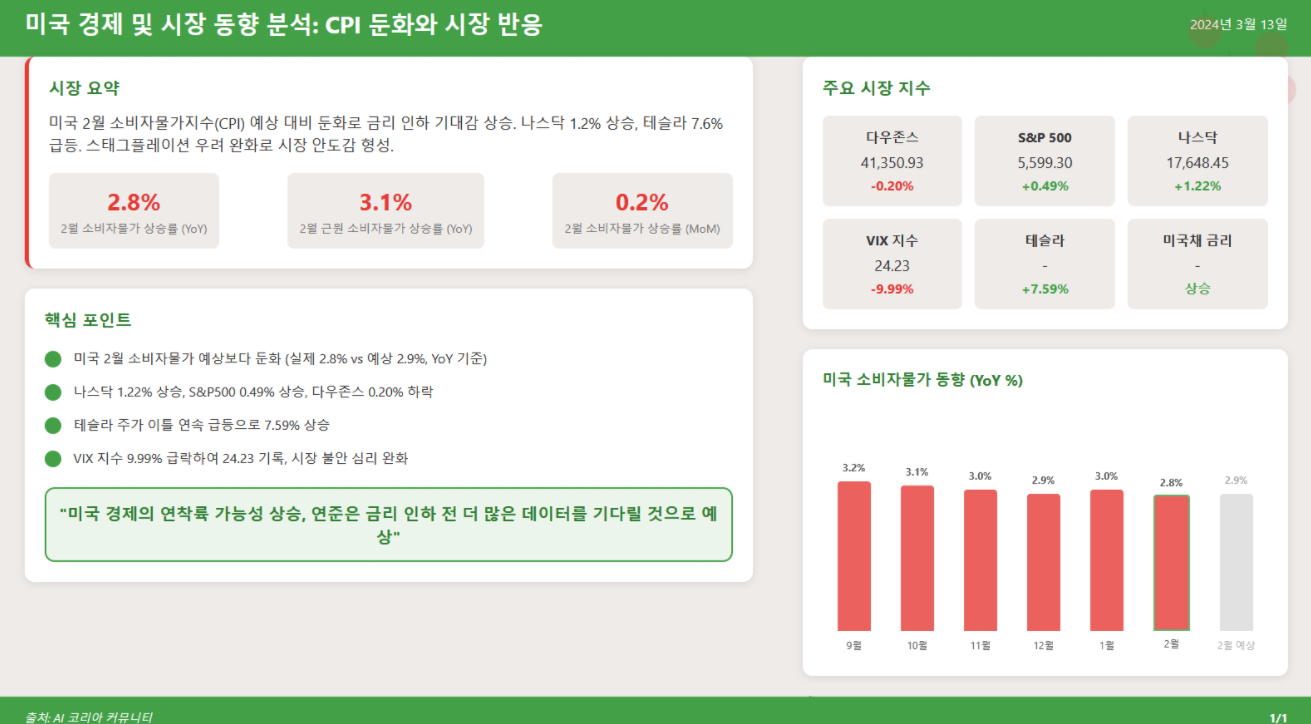 미국 경제 및 시장 동향 분석: CPI 둔화와 시장 반응
2024년 3월 13일
시장 요약
미국 2월 소비자물가지수(CPI) 예상 대비 둔화로 금리 인하 기대감 상승. 나스닥 1.2% 상승, 테슬라 7.6%
급등. 스태그플레이션 우려 완화로 시장 안도감 형성.
2.8%
2월 소비자물가 상승률 (YoY)
3.1%
2월 근원 소비자물가 상승률 (YoY)
0.2%
2월 소비자물가 상승률 (MoM)
핵심 포인트
미국 2월 소비자물가 예상보다 둔화 (실제 2.8% vs 예상 2.9%, YoY 기준)
나스닥 1.22% 상승, S&P500 0.49% 상승, 다우존스 0.20% 하락
테슬라 주가 이틀 연속 급등으로 7.59% 상승
VIX 지수 9.99% 급락하여 24.23 기록, 시장 불안 심리 완화
"미국 경제의 연착륙 가능성 상승, 연준은 금리 인하 전 더 많은 데이터를 기다릴 것으로 예
상"
주요 시장 지수
다우존스
41,350.93
-0.20%
S&P 500
5,599.30
+0.49%
나스닥
17,648.45
+1.22%
VIX 지수
24.23
-9.99%
테슬라
-
+7.59%
미국채 금리
-
상승
미국 소비자물가 동향 (YoY %)
3.2%
3.1%
3.0%
2.9%
3.0%
2.8%
2.9%
9월
10월
11월
12월
1월
2월
2월 예상
출처: AI 코리아 커뮤니티
1/1